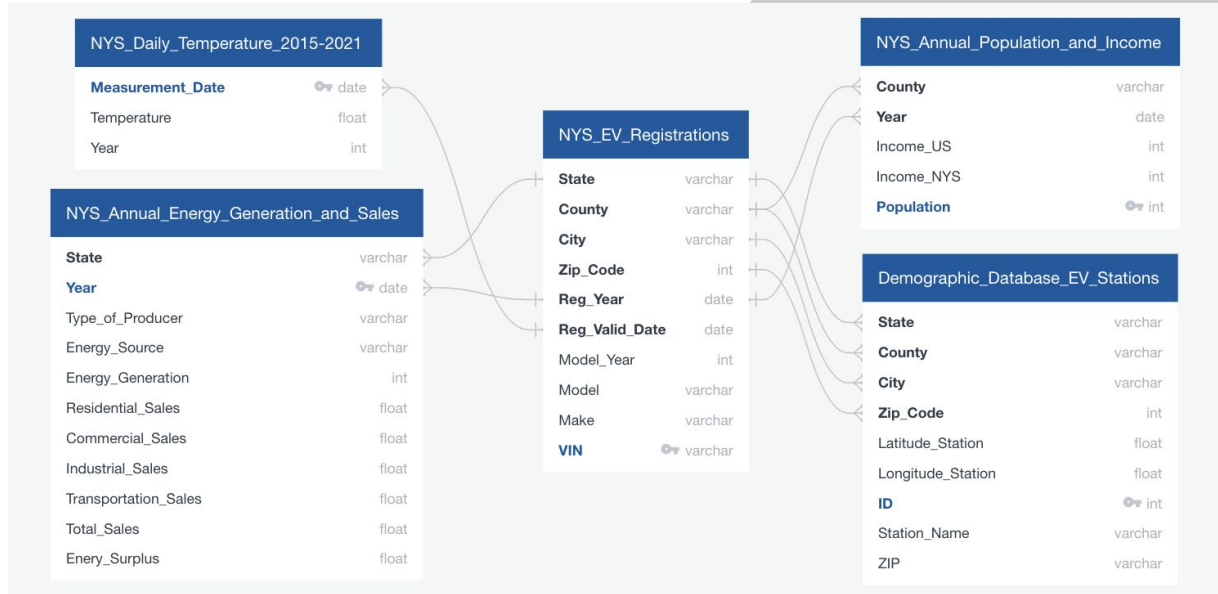 NYS_Daily_Temperature_2015-2021
Measurement_Date date
Temperature float
Year int
NYS_Annual_Energy_Generation_and_Sales
State varchar
Year date
Type_of_Producer varchar
Energy_Source varchar
Energy_Generation int
Residential_Sales float
Commercial_Sales float
Industrial_Sales float
Transportation_Sales float
Total_Sales float
Enery_Surplus float
NYS_EV_Registrations
State varchar
County varchar
City varchar
Zip_Code int
Reg_Year date
Reg_Valid_Date date
Model_Year int
Model varchar
Make varchar
VIN varchar
NYS_Annual_Population_and_Income
County varchar
Year date
Income_US int
Income_NYS int
Population int
Demographic_Database_EV_Stations
State varchar
County varchar
City varchar
Zip_Code int
Latitude_Station float
Longitude_Station float
ID int
Station_Name varchar
ZIP varchar